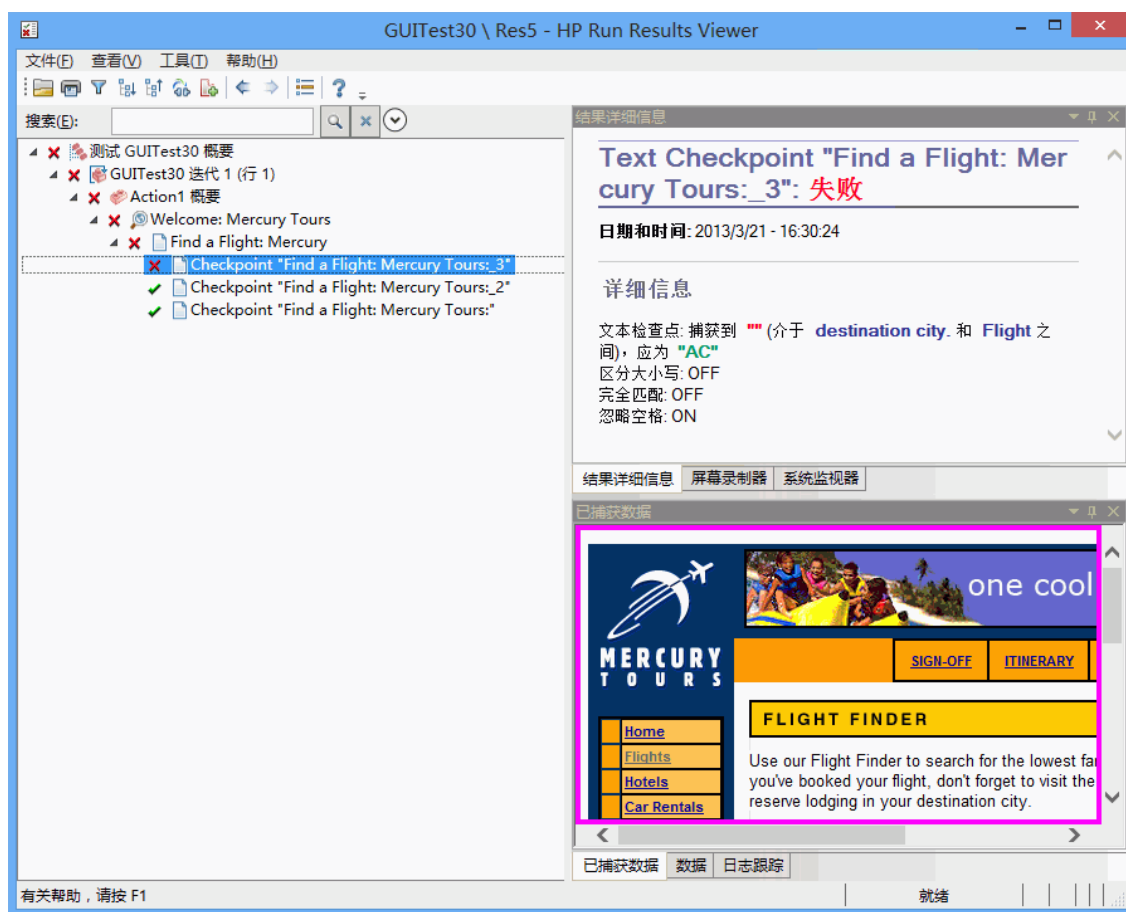 GUITest30 \ Res5 - HP Run Results Viewer
文件(F) 查看(V) 工具(T) 帮助(H)
搜索(E):
测试 GUITest30 概要
GUITest30 迭代 1 (行 1)
Action1 概要
Welcome: Mercury Tours
Find a Flight: Mercury
Checkpoint "Find a Flight: Mercury Tours:_3"
Checkpoint "Find a Flight: Mercury Tours:_2"
Checkpoint "Find a Flight: Mercury Tours:"
结果详细信息
Text Checkpoint "Find a Flight: Mer
cury Tours:_3": 失败
日期和时间: 2013/3/21 - 16:30:24
详细信息
文本检查点: 捕获到 "" (介于 destination city. 和 Flight 之
间)，应为 "AC"
区分大小写: OFF
完全匹配: OFF
忽略空格: ON
结果详细信息 屏幕录制器 系统监视器
已捕获数据
one cool
MERCURY
TOURS
SIGN-OFF ITINERARY
FLIGHT FINDER
Home
Flights
Hotels
Car Rentals
Use our Flight Finder to search for the lowest fa
you've booked your flight, don't forget to visit the
reserve lodging in your destination city.
已捕获数据 数据 日志跟踪
有关帮助，请按 F1
就绪